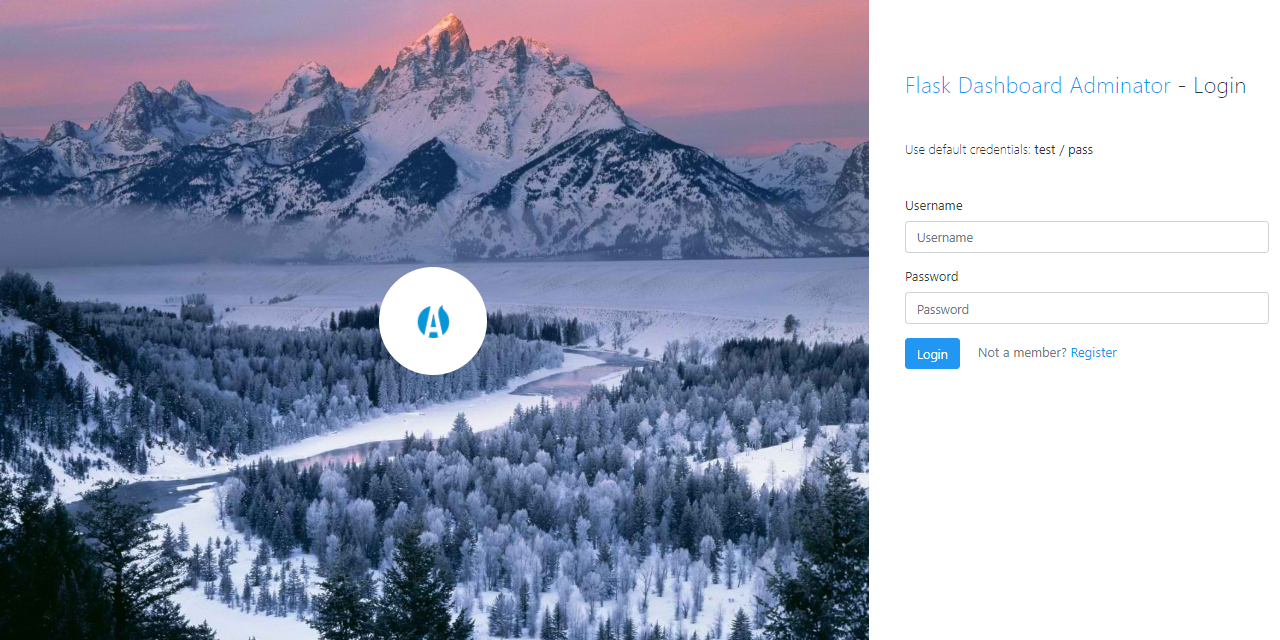 A
Flask Dashboard Adminator - Login
Use default credentials: test / pass
Username
Username
Password
Password
Login Not a member? Register